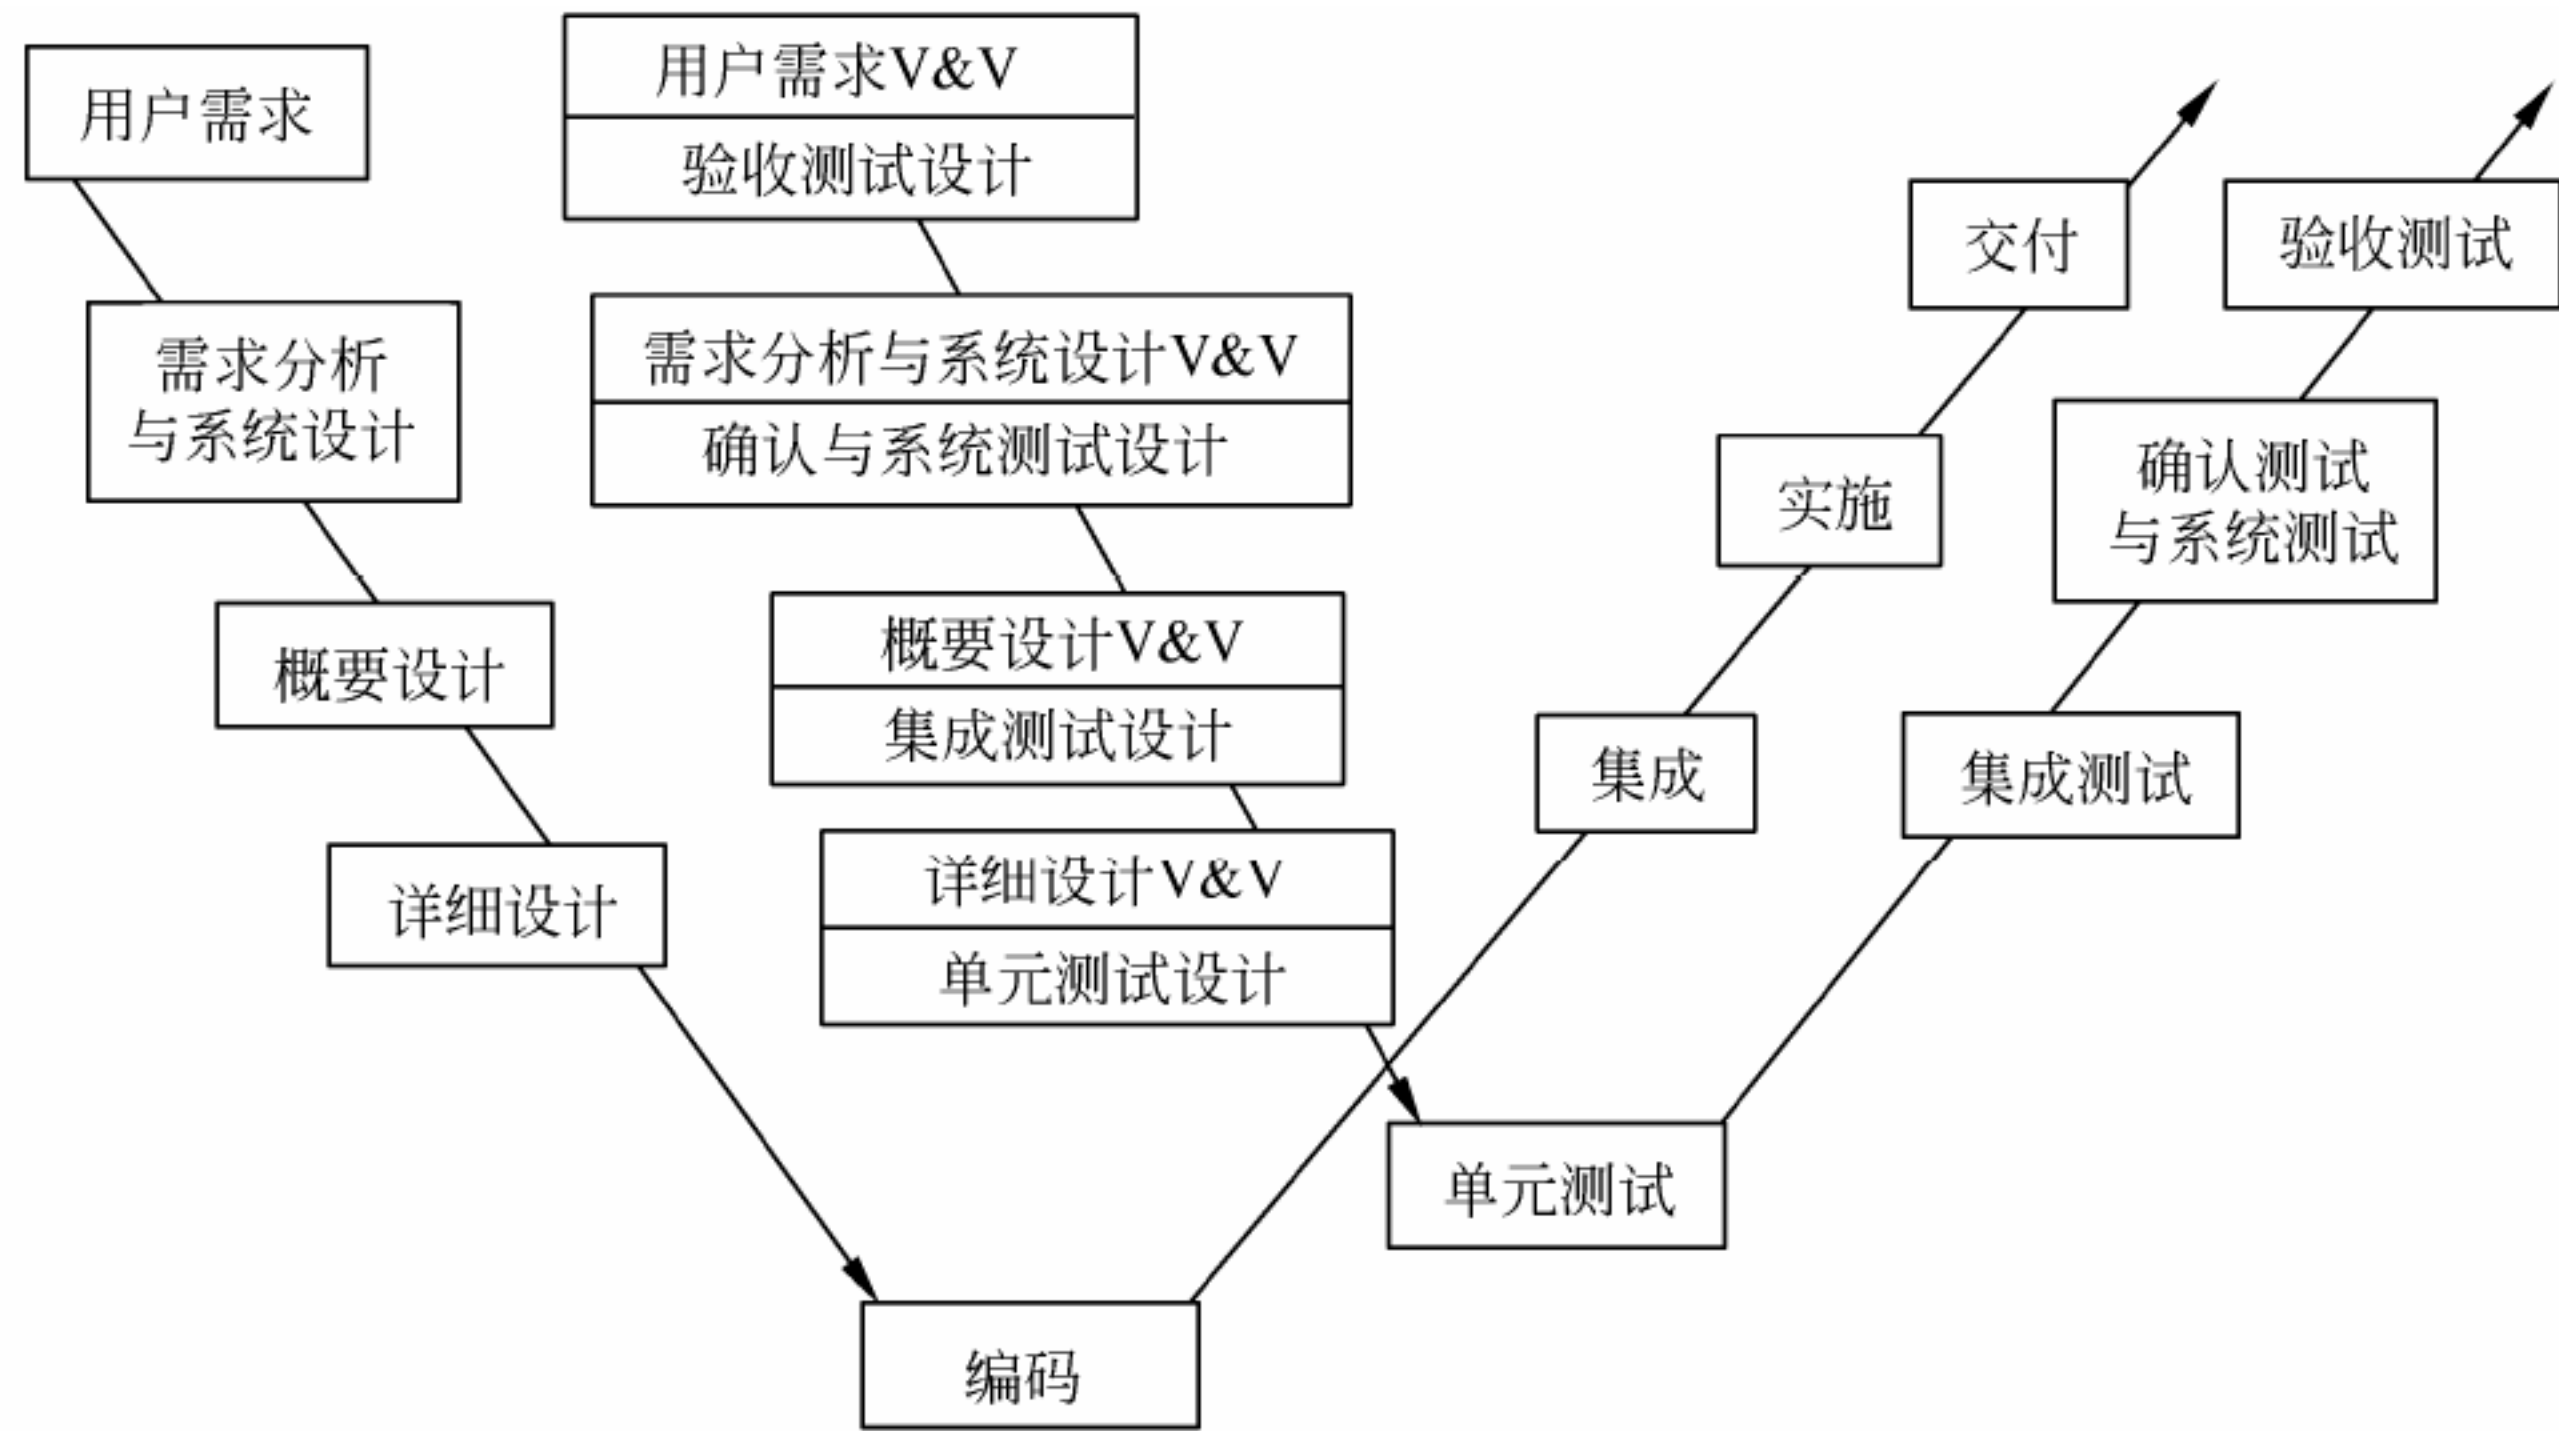 用户需求
需求分析
与系统设计
概要设计
详细设计
编码
集成
实施
交付
用户需求V&V
验收测试设计
需求分析与系统设计V&V
确认与系统测试设计
概要设计V&V
集成测试设计
详细设计V&V
单元测试设计
单元测试
集成测试
确认测试
与系统测试
验收测试